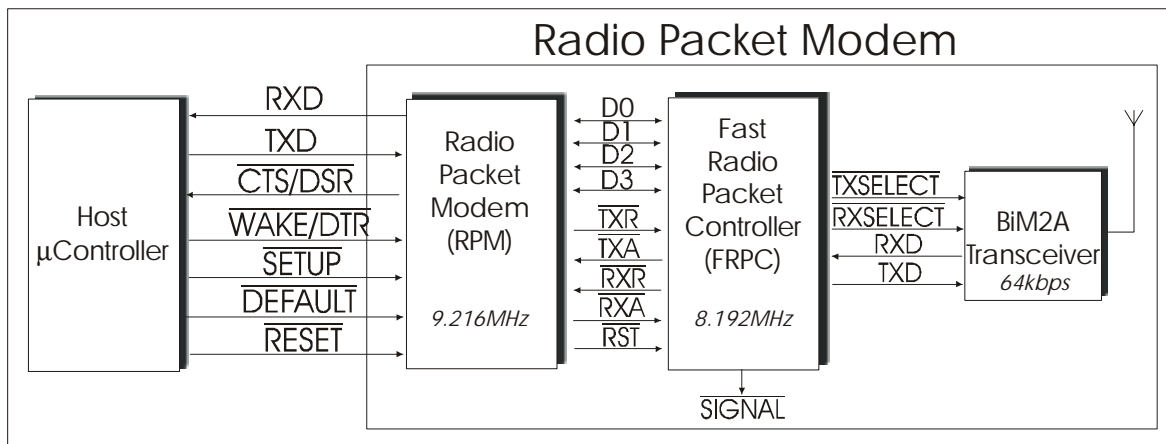 Radio Packet Modem
Host
μController
RXD
TXD
CTS/DSR
WAKE/DTR
SETUP
DEFAULT
RESET
Radio
Packet
Modem
(RPM)
9.216MHz
D0
D1
D2
D3
TXR
TXA
RXR
RXA
RST
Fast
Radio
Packet
Controller
(FRPC)
8.192MHz
SIGNAL
TXSELECT
RXSELECT
RXD
TXD
BiM2A
Transceiver
64kbps